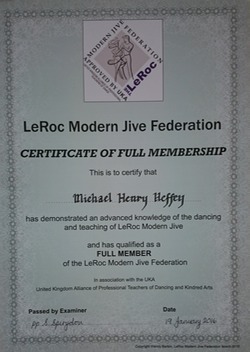 MODERN JIVE FEDERATION
APPROVED BY UKA
LeRoc
LeRoc Modern Jive Federation
CERTIFICATE OF FULL MEMBERSHIP
This is to certify that
Michael Henry Heffey
has demonstrated an advanced knowledge of the dancing
and teaching of LeRoc Modern Jive
and has qualified as a
FULL MEMBER
of the LeRoc Modern Jive Federation
in association with the UKA
United Kingdom Alliance of Professional Teachers of Dancing and Kindred Arts.
Passed by Examiner
Date
pp S.
January